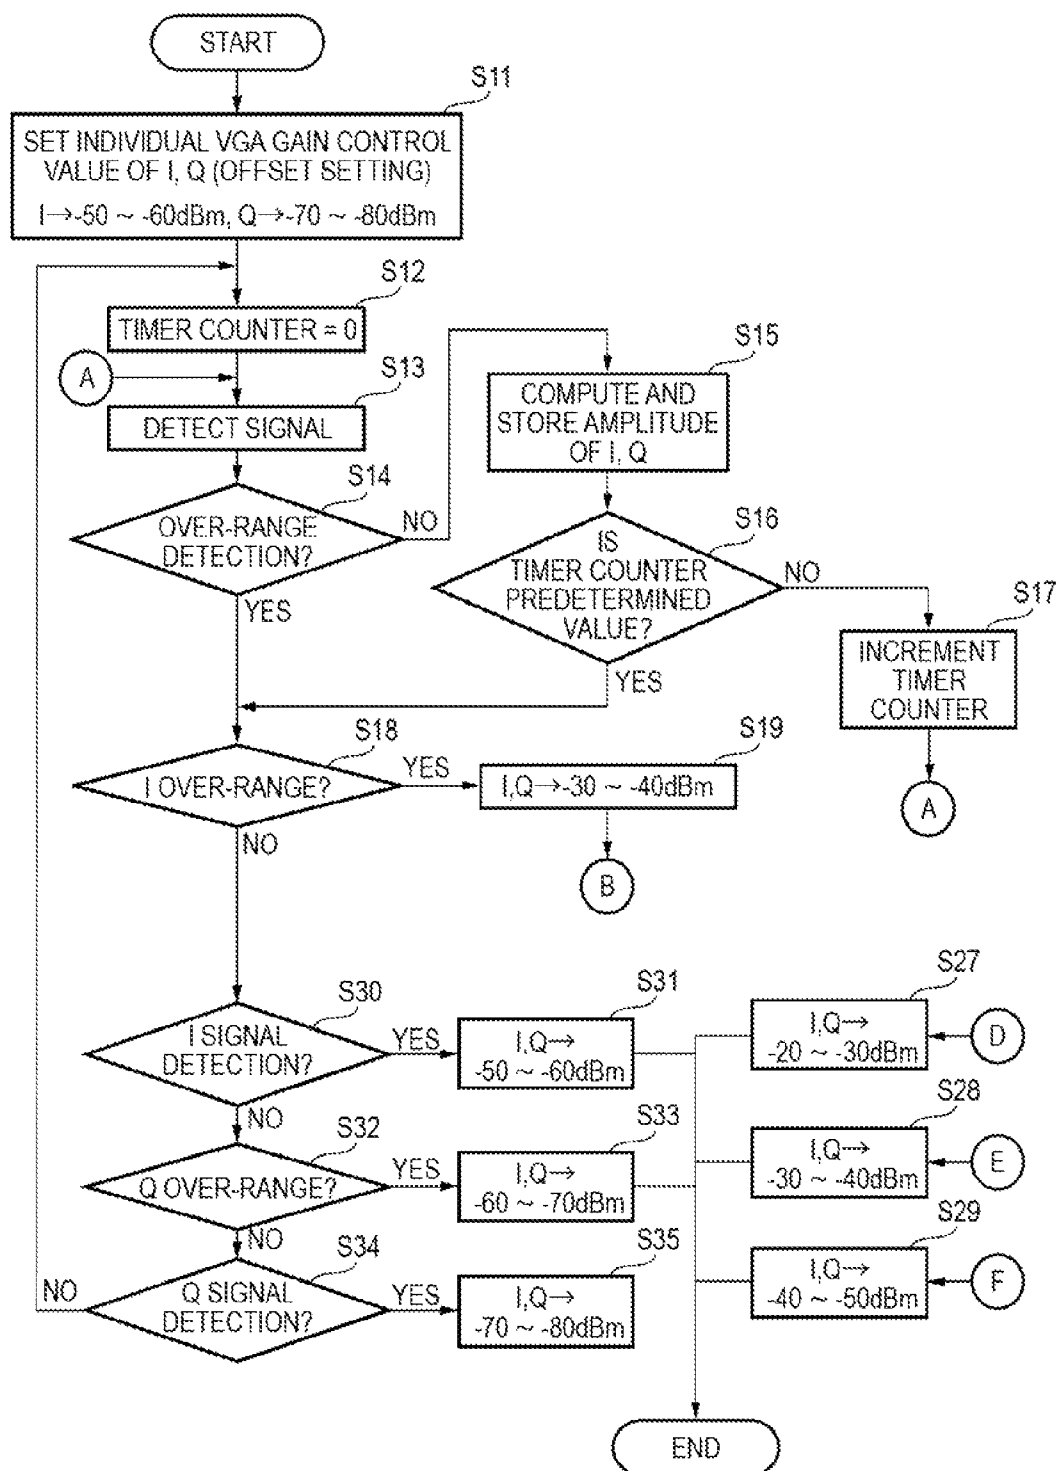 START
S11
SET INDIVIDUAL VGA GAIN CONTROL
VALUE OF I, Q (OFFSET SETTING)
I→-50 ~ -60dBm, Q→-70 ~ -80dBm
S12
TIMER COUNTER = 0
A
S13
DETECT SIGNAL
S14
OVER-RANGE
DETECTION?
NO
YES
S15
COMPUTE AND
STORE AMPLITUDE
OF I, Q
S16
IS
TIMER COUNTER
PREDETERMINED
VALUE?
NO
YES
S17
INCREMENT
TIMER
COUNTER
A
S18
I OVER-RANGE?
YES
NO
S19
I,Q→-30 ~ -40dBm
B
S30
I SIGNAL
DETECTION?
YES
NO
S31
I,Q→
-50 ~ -60dBm
S27
I,Q→
-20 ~ -30dBm
D
S32
Q OVER-RANGE?
YES
NO
S33
I,Q→
-60 ~ -70dBm
S28
I,Q→
-30 ~ -40dBm
E
S34
Q SIGNAL
DETECTION?
NO
YES
S35
I,Q→
-70 ~ -80dBm
S29
I,Q→
-40 ~ -50dBm
F
END